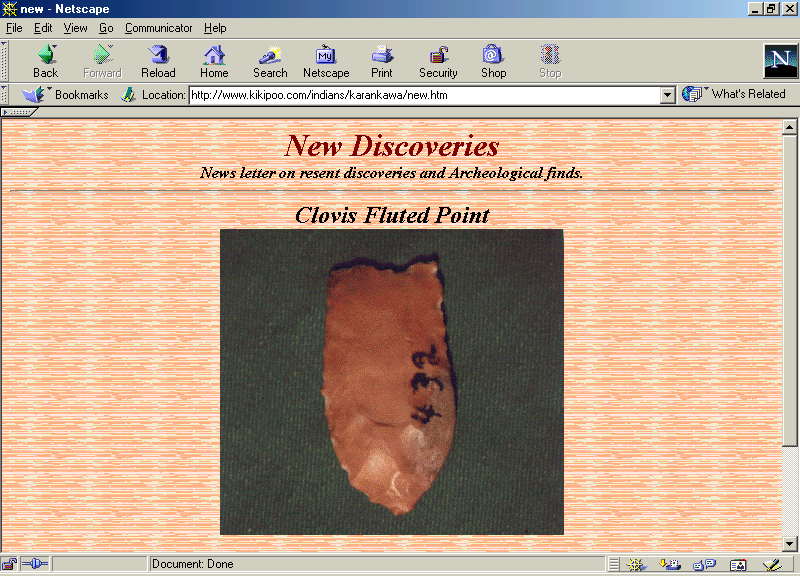 new - Netscape
File Edit View Go Communicator Help
Back Forward Reload Home Search Netscape Print Security Shop Stop
My
N
Bookmarks Location: http://www.kikipoo.com/indians/karankawa/new.htm What's Related
New Discoveries
News letter on resent discoveries and Archeological finds.
Clovis Fluted Point
432
Document: Done